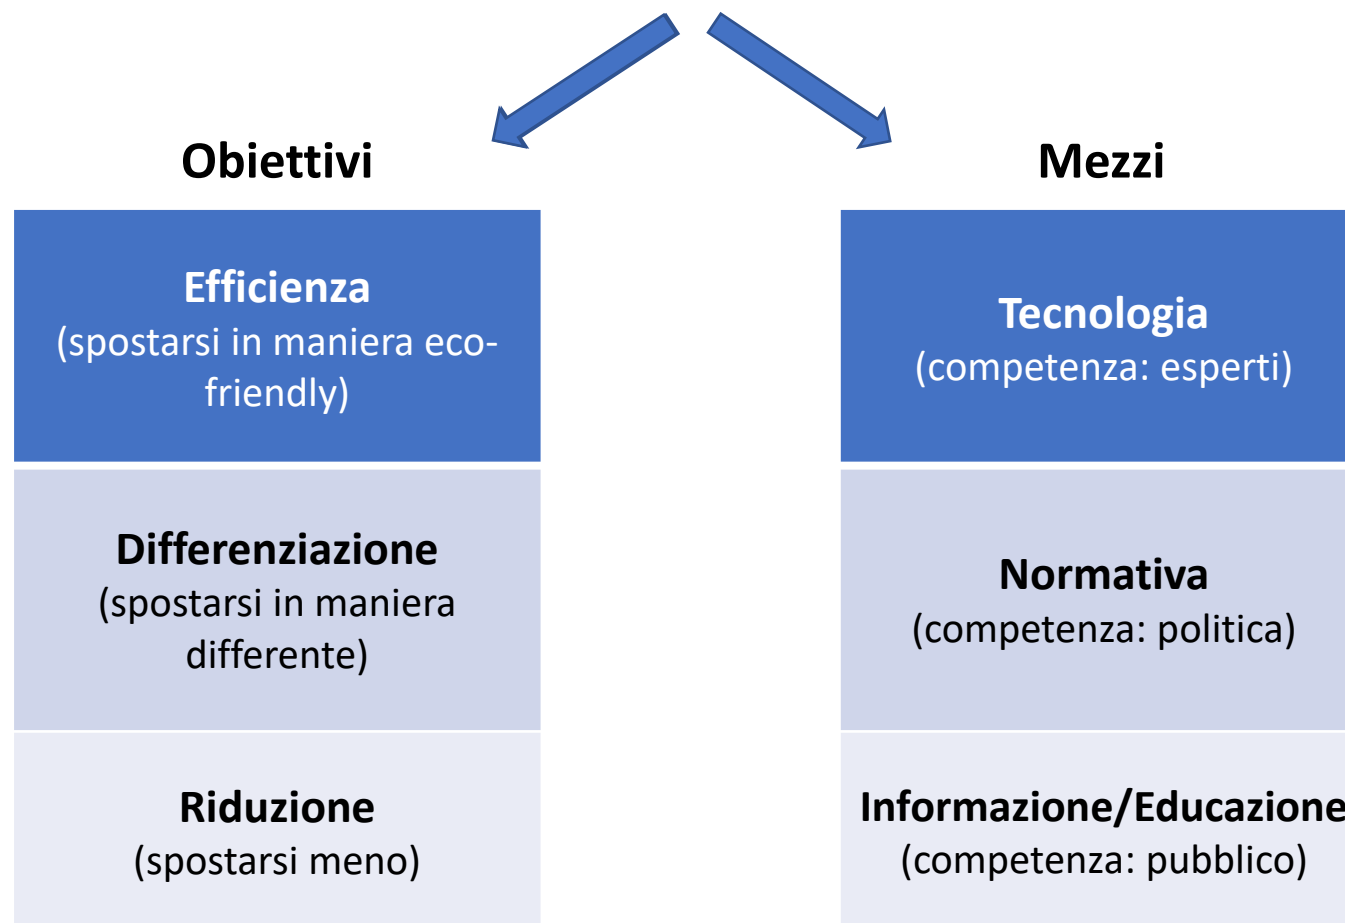 Obiettivi
Efficienza
(spostarsi in maniera eco-
friendly)
Differenziazione
(spostarsi in maniera
differente)
Riduzione
(spostarsi meno)
Mezzi
Tecnologia
(competenza: esperti)
Normativa
(competenza: politica)
Informazione/Educazione
(competenza: pubblico)